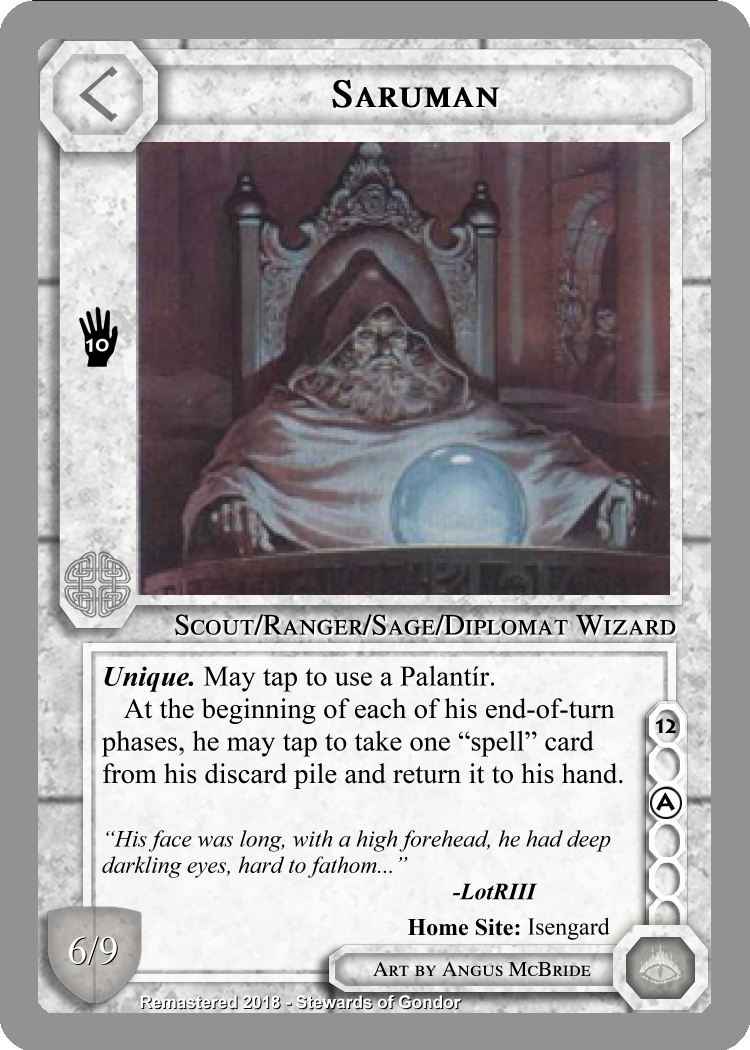 Saruman
10
Scout/Ranger/Sage/Diplomat Wizard
Unique. May tap to use a Palantír.
At the beginning of each of his end-of-turn
phases, he may tap to take one “spell” card
from his discard pile and return it to his hand.
12
A
“His face was long, with a high forehead, he had deep
darkling eyes, hard to fathom...”
-LotRIII
Home Site: Isengard
6/9
Art by Angus McBride
Remastered 2018 - Stewards of Gondor